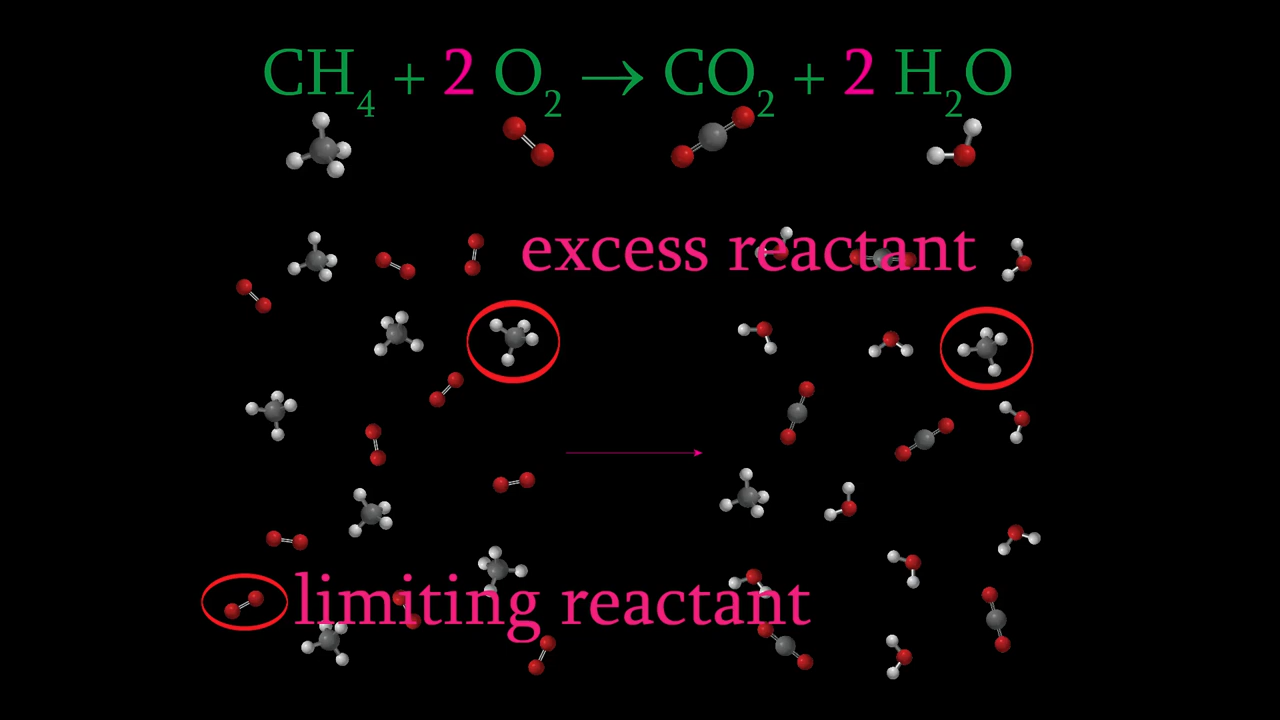 CH₄ + 2 O₂ → CO₂ + 2 H₂O
excess reactant
limiting reactant